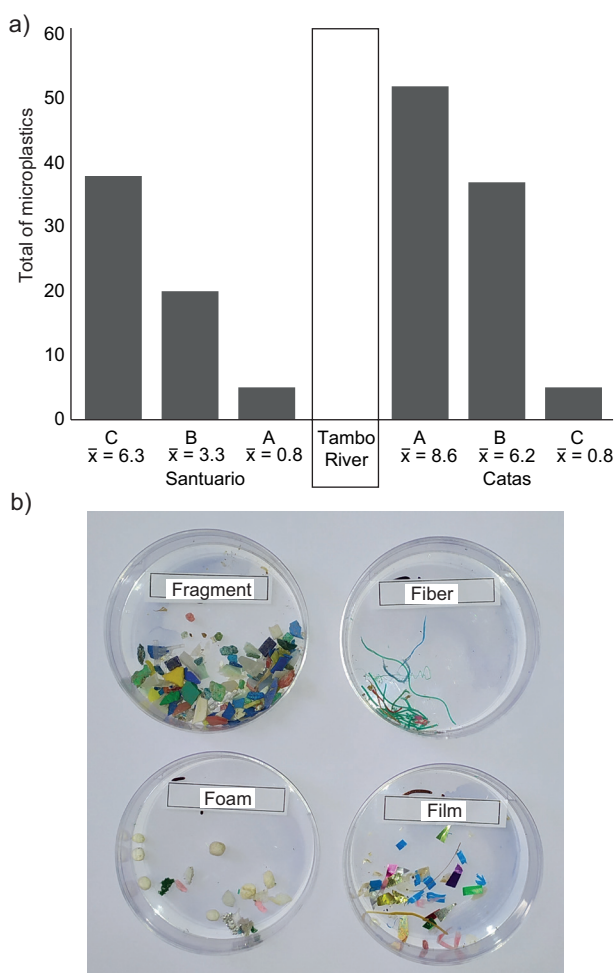 a)
Total of microplastics
60
50
40
30
20
10
0
C
x̄ = 6.3
B
x̄ = 3.3
A
x̄ = 0.8
Santuario
Tambo
River
A
x̄ = 8.6
B
x̄ = 6.2
C
x̄ = 0.8
Catas
b)
Fragment
Fiber
Foam
Film